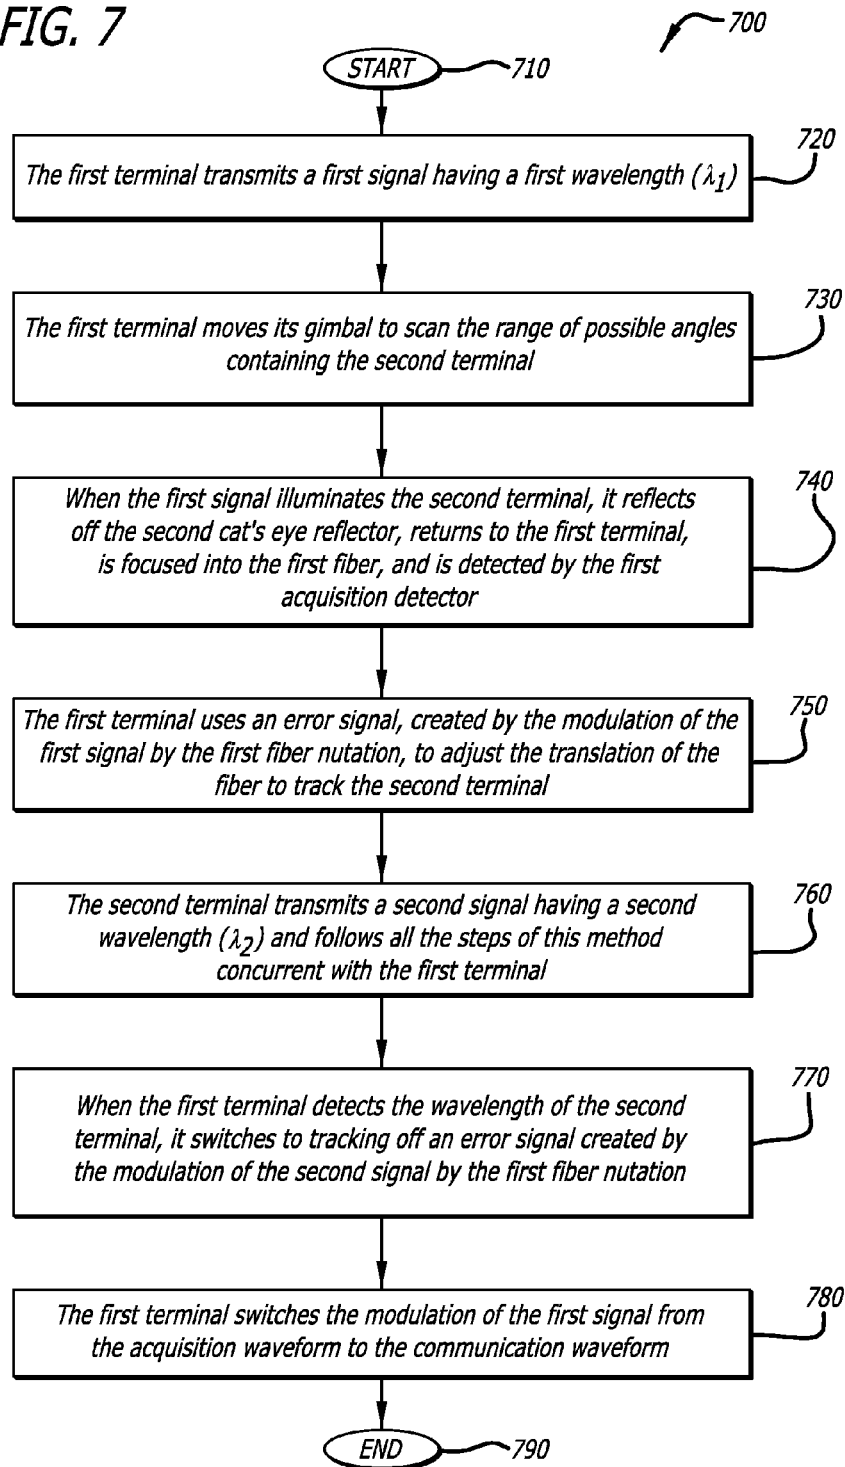 FIG. 7
700
START
710
The first terminal transmits a first signal having a first wavelength (λ1)
720
The first terminal moves its gimbal to scan the range of possible angles
containing the second terminal
730
When the first signal illuminates the second terminal, it reflects
off the second cat's eye reflector, returns to the first terminal,
is focused into the first fiber, and is detected by the first
acquisition detector
740
The first terminal uses an error signal, created by the modulation of the
first signal by the first fiber nutation, to adjust the translation of the
fiber to track the second terminal
750
The second terminal transmits a second signal having a second
wavelength (λ2) and follows all the steps of this method
concurrent with the first terminal
760
When the first terminal detects the wavelength of the second
terminal, it switches to tracking off an error signal created by
the modulation of the second signal by the first fiber nutation
770
The first terminal switches the modulation of the first signal from
the acquisition waveform to the communication waveform
780
END
790